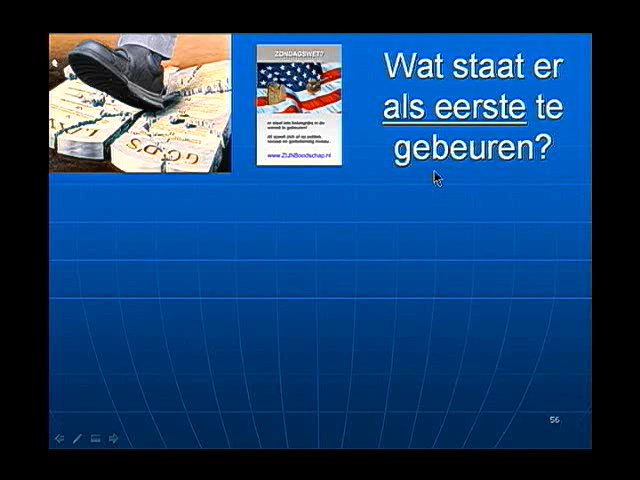 GOD'S
ZONDAGSWET?
er staat iets belangrijks in de
wereld te gebeuren!
dit speelt zich af op politiek,
sociaal en godsdienstig niveau.
www.ZIJNBoodschap.nl
Wat staat er
als eerste te
gebeuren?
56